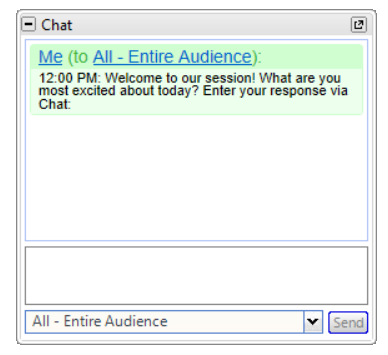 Chat
Me (to All - Entire Audience):
12:00 PM: Welcome to our session! What are you
most excited about today? Enter your response via
Chat:
All - Entire Audience
Send